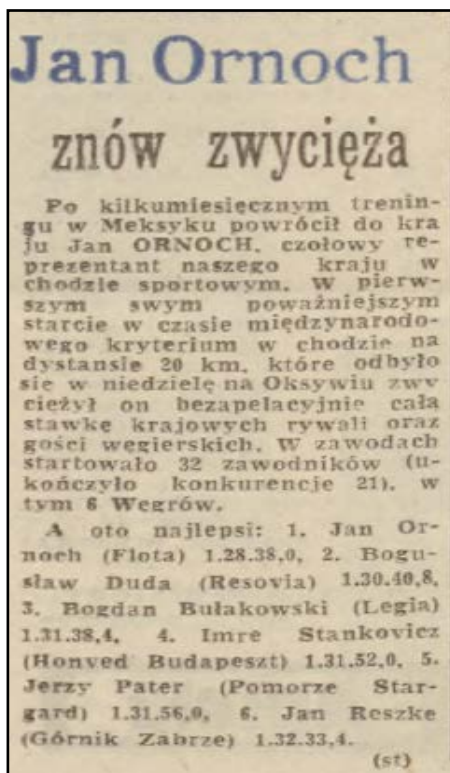 Jan Ornoch
znów zwycięża
Po kilkumiesięcznym trenin-
gu w Meksyku powrócił do kra
ju Jan ORNOCH, czołowy re-
prezentant naszego kraju w
chodzie sportowym. W pierw-
szym swym poważniejszym
starcie w czasie międzynarodo-
wego kryterium w chodzie na
dystansie 20 km, które odbyło
sie w niedzielę na Oksywiu zwy
ciężył on bezapelacyjnie cała
stawkę krajowych rywali oraz
gości wegierskich. W zawodach
startowało 32 zawodników (u-
kończyło konkurencje 21), w
tym 6 Wegrów.
A oto najlepsi: 1. Jan Or-
noch (Flota) 1.28.38,0, 2. Bogu-
sław Duda (Resovia) 1.30.40,8,
3. Bogdan Bułakowski (Legia)
1.31.38,4, 4. Imre Stankovicz
(Honved Budapeszt) 1.31.52,0, 5.
Jerzy Pater (Pomorze Star-
gard) 1.31.56,0, 6. Jan Reszke
(Górnik Zabrze) 1.32.33,4.
(st)